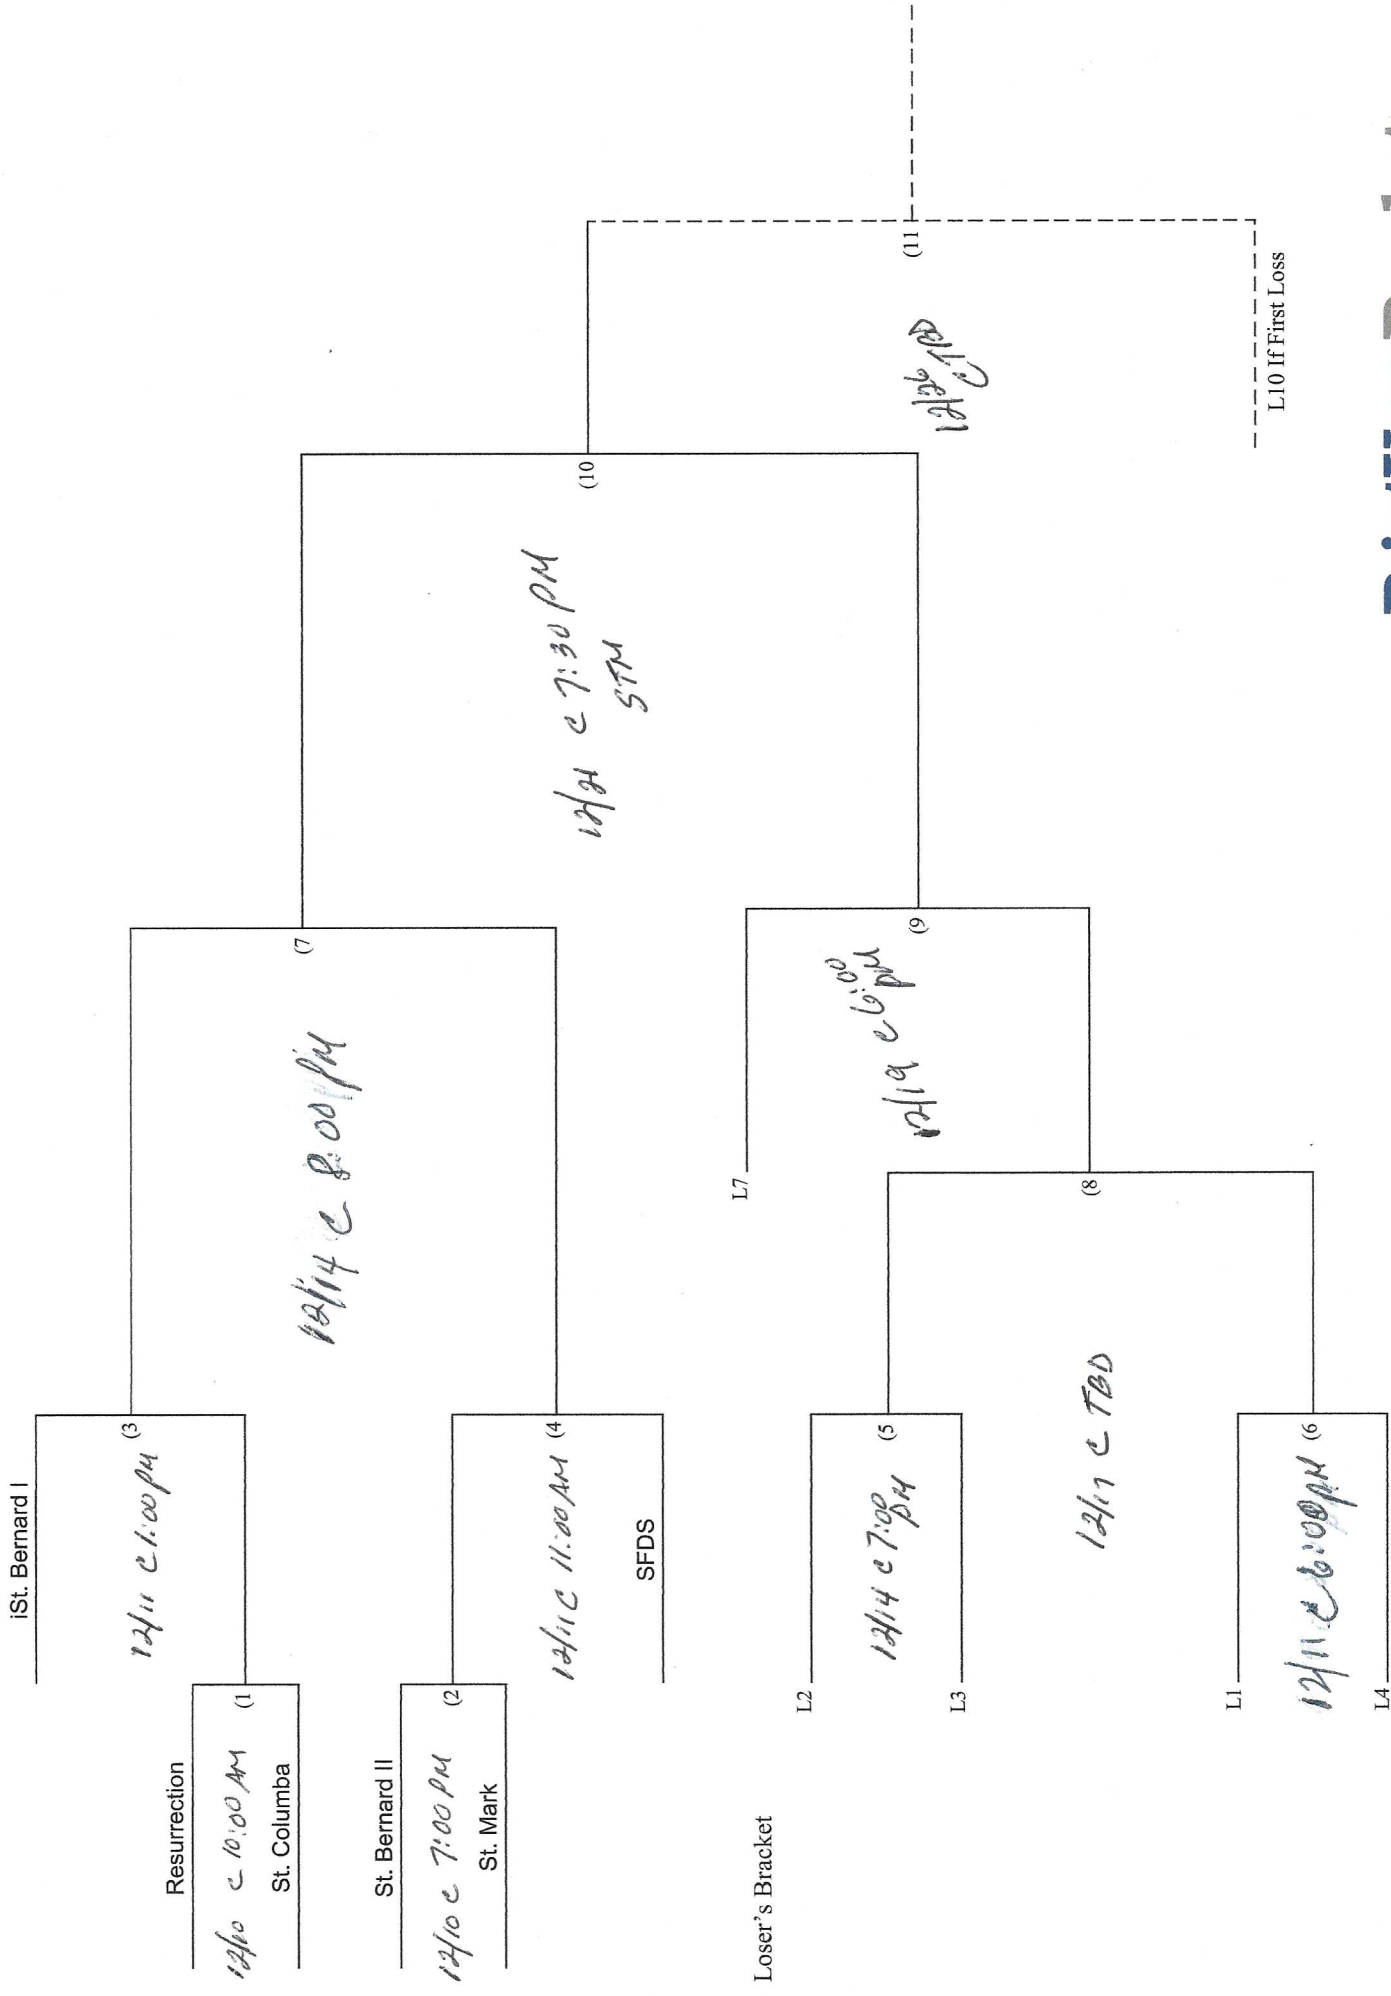 iSt. Bernard I
12/11 @ 1:00 PM
(3
Resurrection
12/10 @ 10:00 AM
(1
St. Columba
12/14 @ 8:00 PM
(7
St. Bernard II
12/10 @ 7:00 PM
(2
St. Mark
12/11 @ 11:00 AM
(4
SFDS
12/21 @ 7:30 PM
STM
(10
12/26
@ TBD
(11
L10 If First Loss
Loser's Bracket
L7
12/19 @ 6:00
PM
(9
L2
12/14 @ 7:00
PM
(5
L3
12/17 @ TBD
(8
L1
12/11 @ 6:00 PM
(6
L4